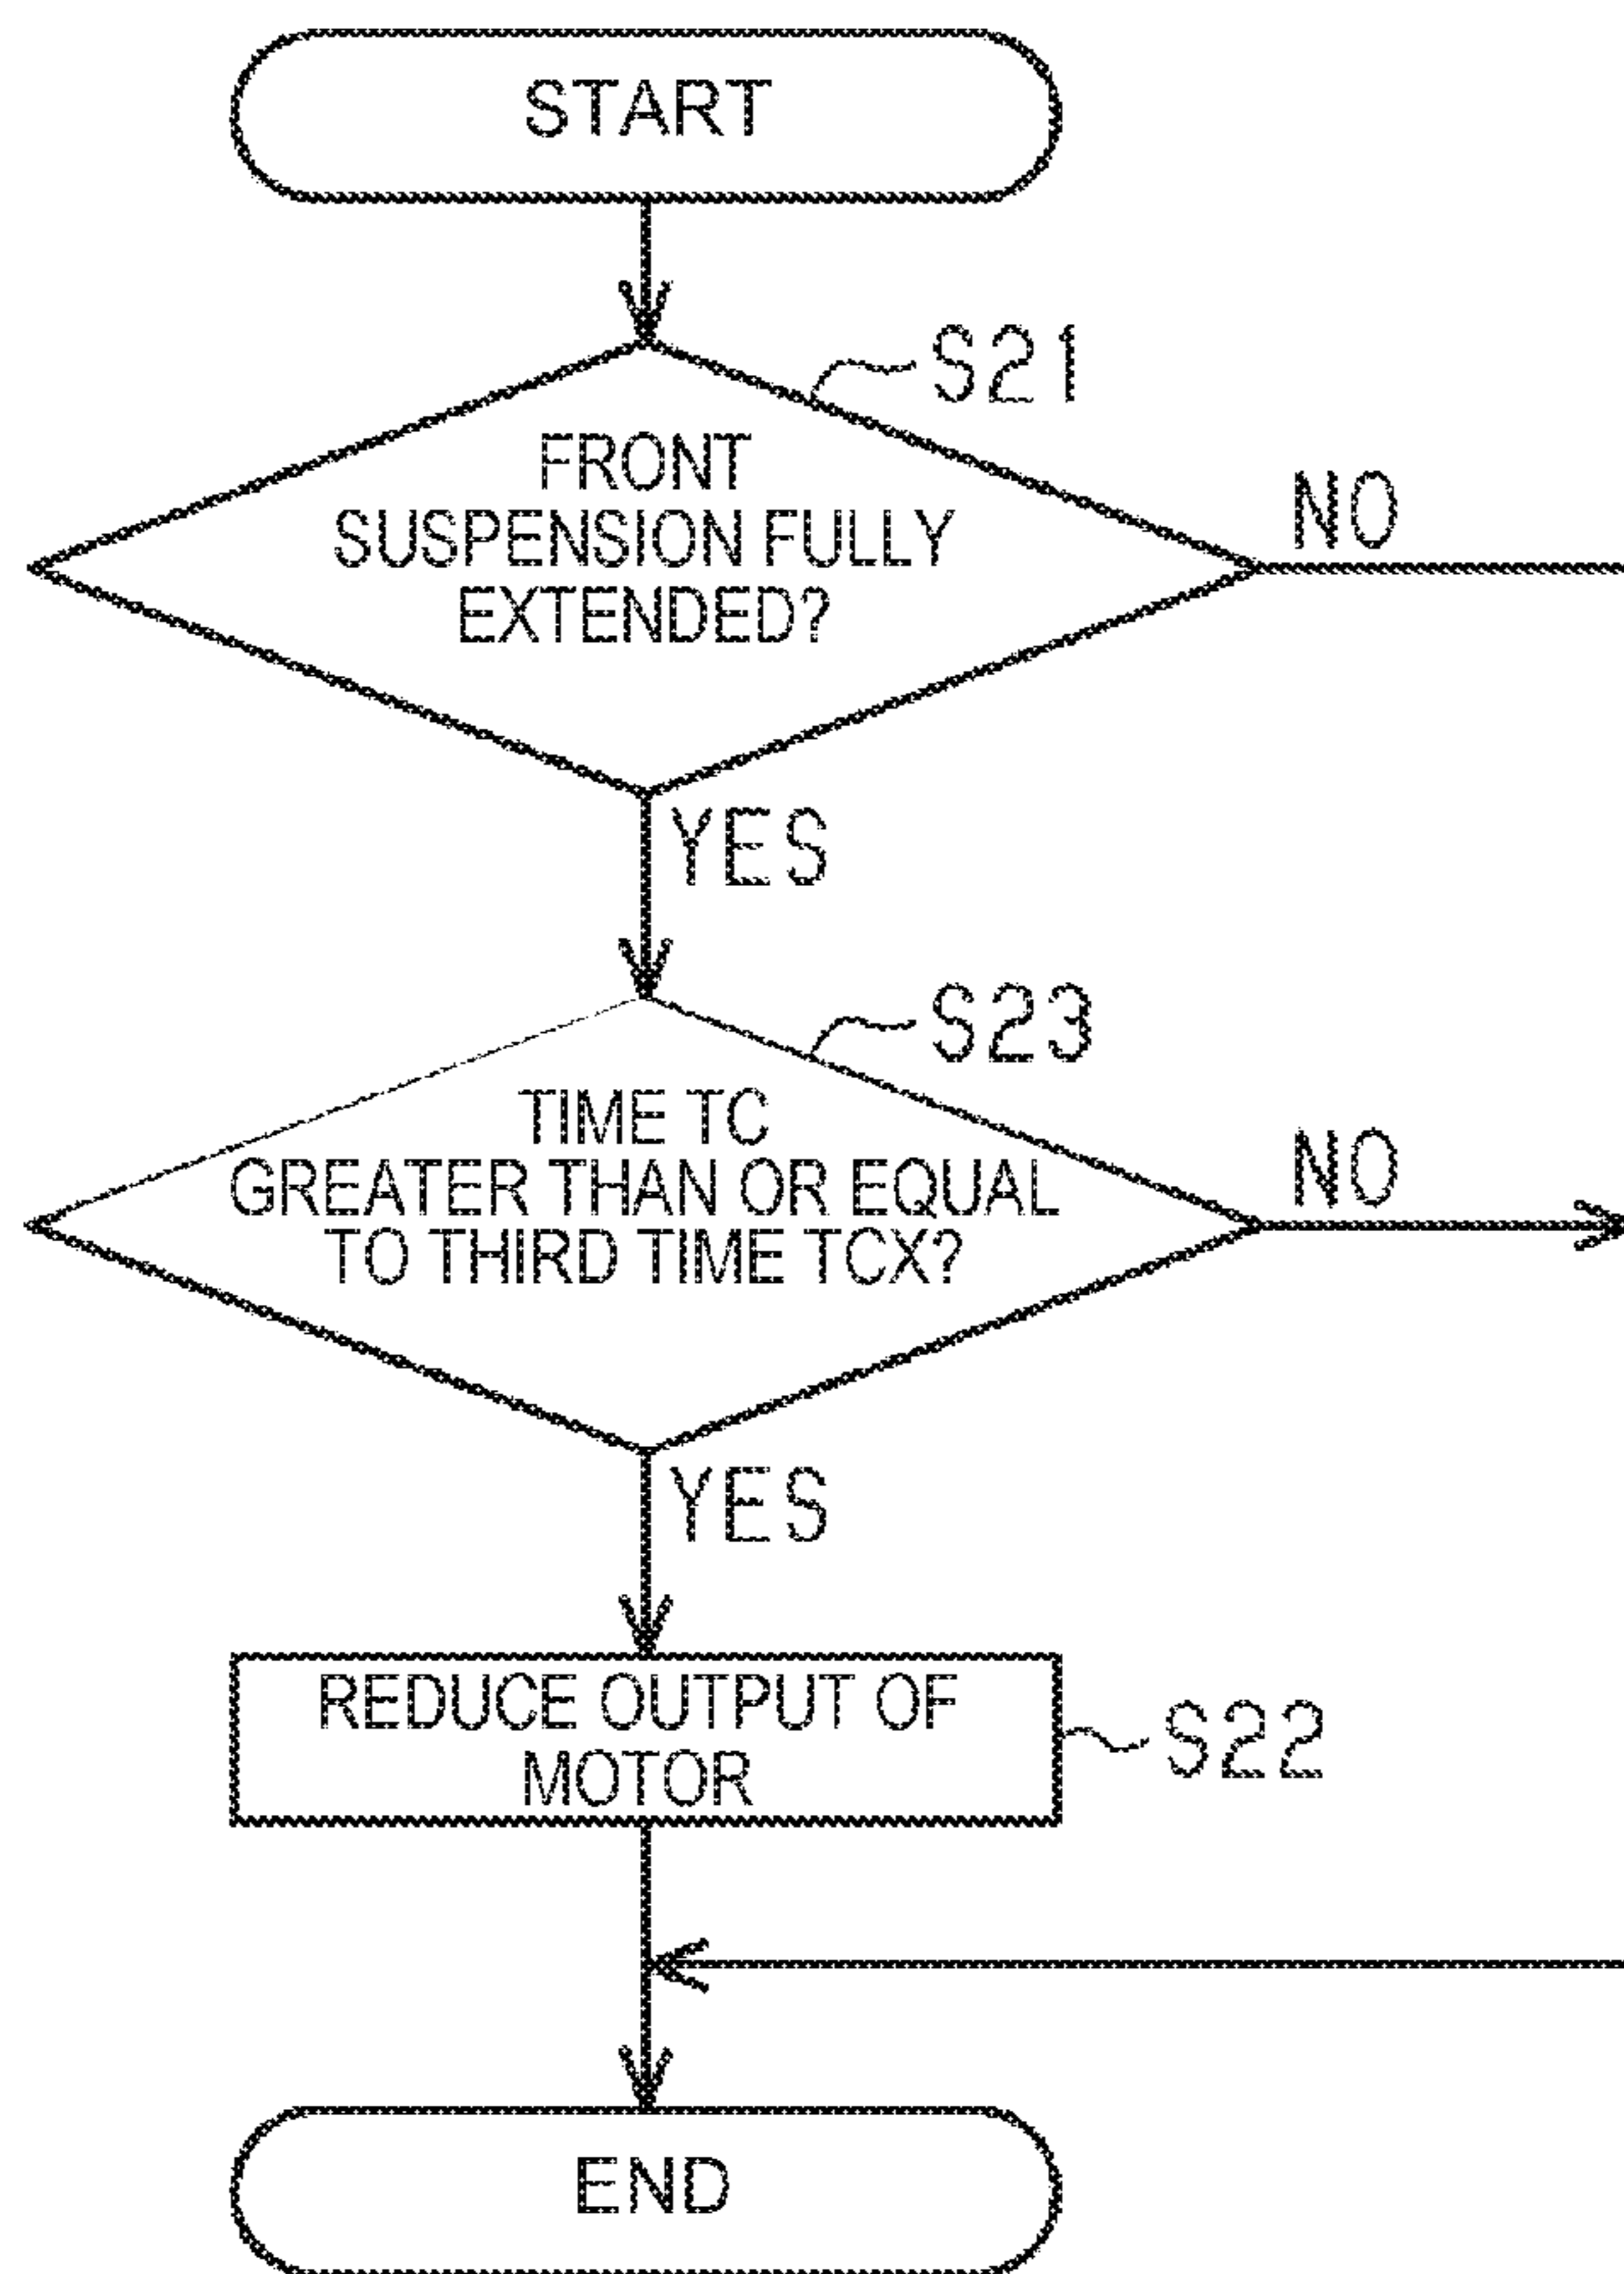 START
S21
FRONT
SUSPENSION FULLY
EXTENDED?
NO
YES
S23
TIME TC
GREATER THAN OR EQUAL
TO THIRD TIME TCX?
NO
YES
REDUCE OUTPUT OF
MOTOR
S22
END